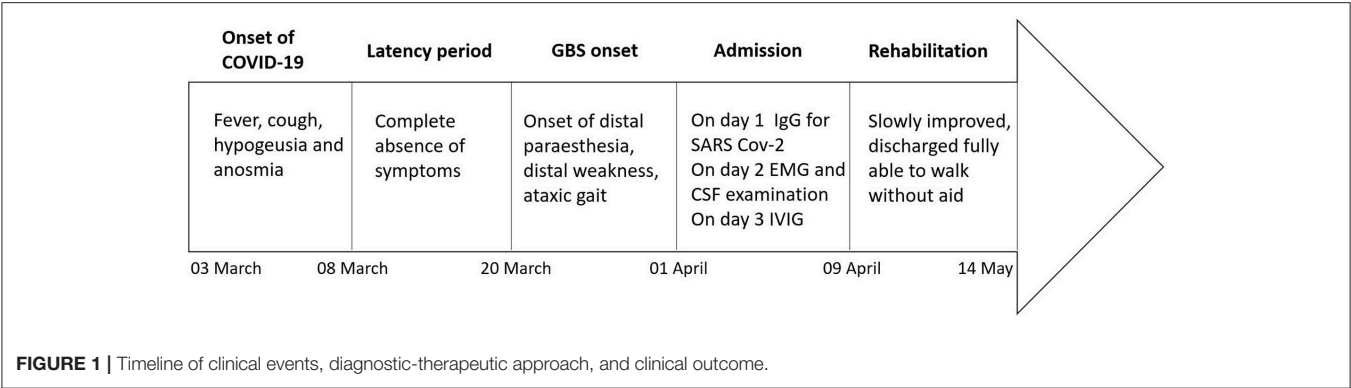 Onset of
COVID-19
Latency period
GBS onset
Admission
Rehabilitation
Fever, cough,
hypogeusia and
anosmia
Complete
absence of
symptoms
Onset of distal
paraesthesia,
distal weakness,
ataxic gait
On day 1 IgG for
SARS Cov-2
On day 2 EMG and
CSF examination
On day 3 IVIG
Slowly improved,
discharged fully
able to walk
without aid
03 March
08 March
20 March
01 April
09 April
14 May
FIGURE 1 | Timeline of clinical events, diagnostic-therapeutic approach, and clinical outcome.